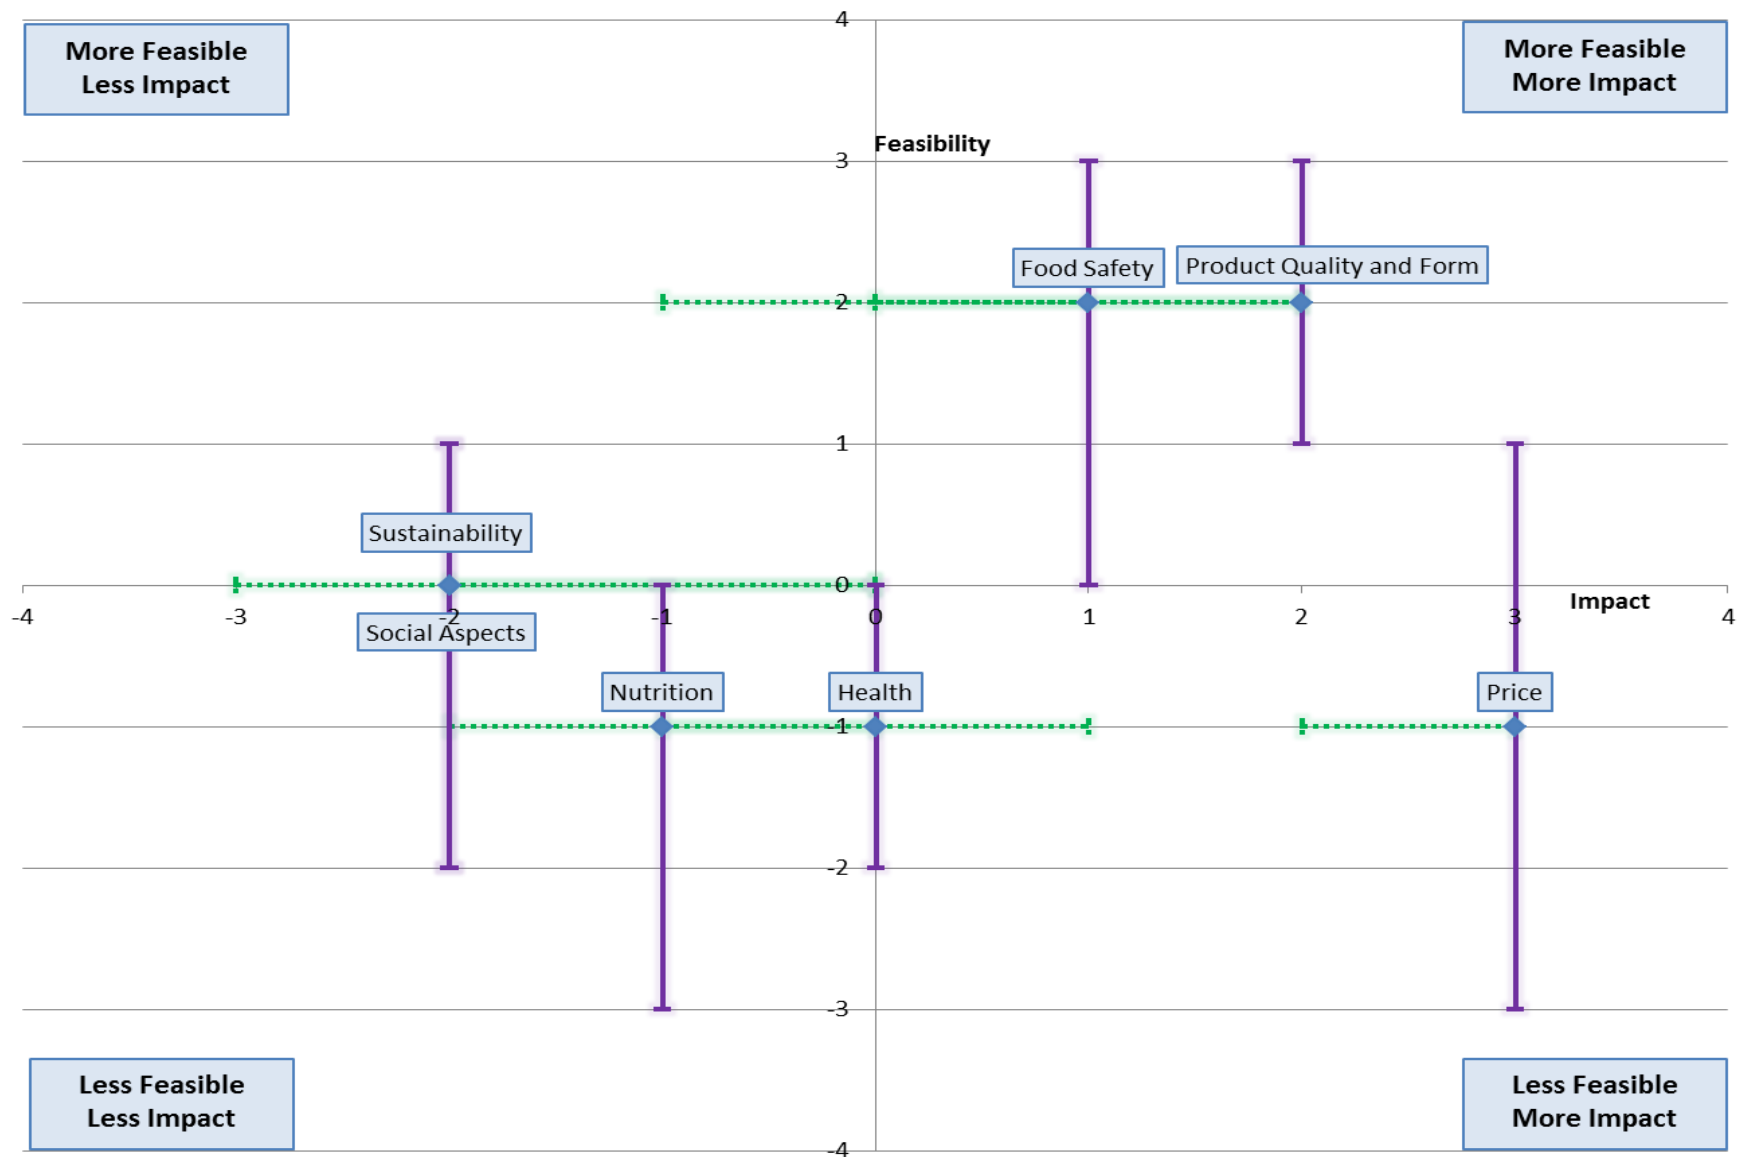 4
More Feasible
Less Impact
More Feasible
More Impact
Feasibility
3
Food Safety
Product Quality and Form
2
1
Sustainability
0
-4
-3
-2
-1
0
1
2
3
4
Impact
Social Aspects
Nutrition
Health
Price
-1
-2
-3
Less Feasible
Less Impact
Less Feasible
More Impact
-4